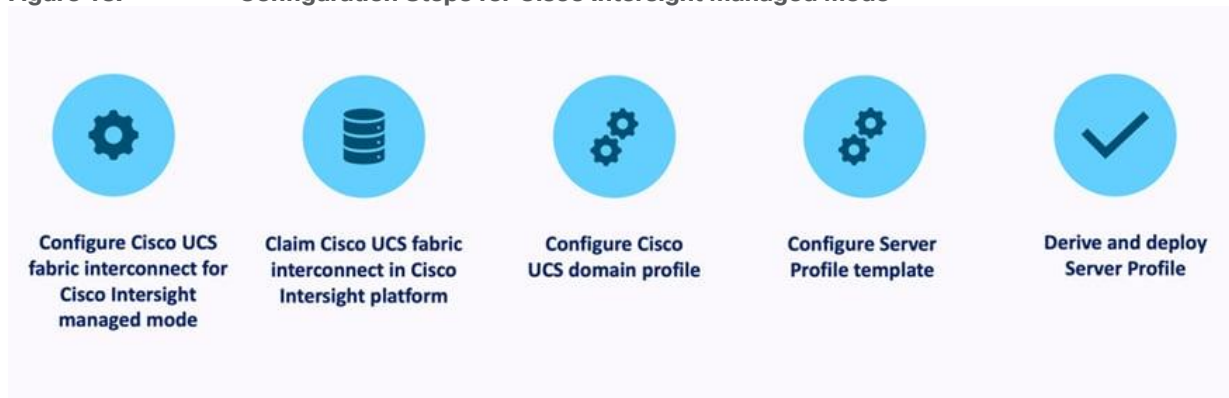 Configure Cisco UCS
fabric interconnect for
Cisco Intersight
managed mode
Claim Cisco UCS fabric
interconnect in Cisco
Intersight platform
Configure Cisco
UCS domain profile
Configure Server
Profile template
Derive and deploy
Server Profile